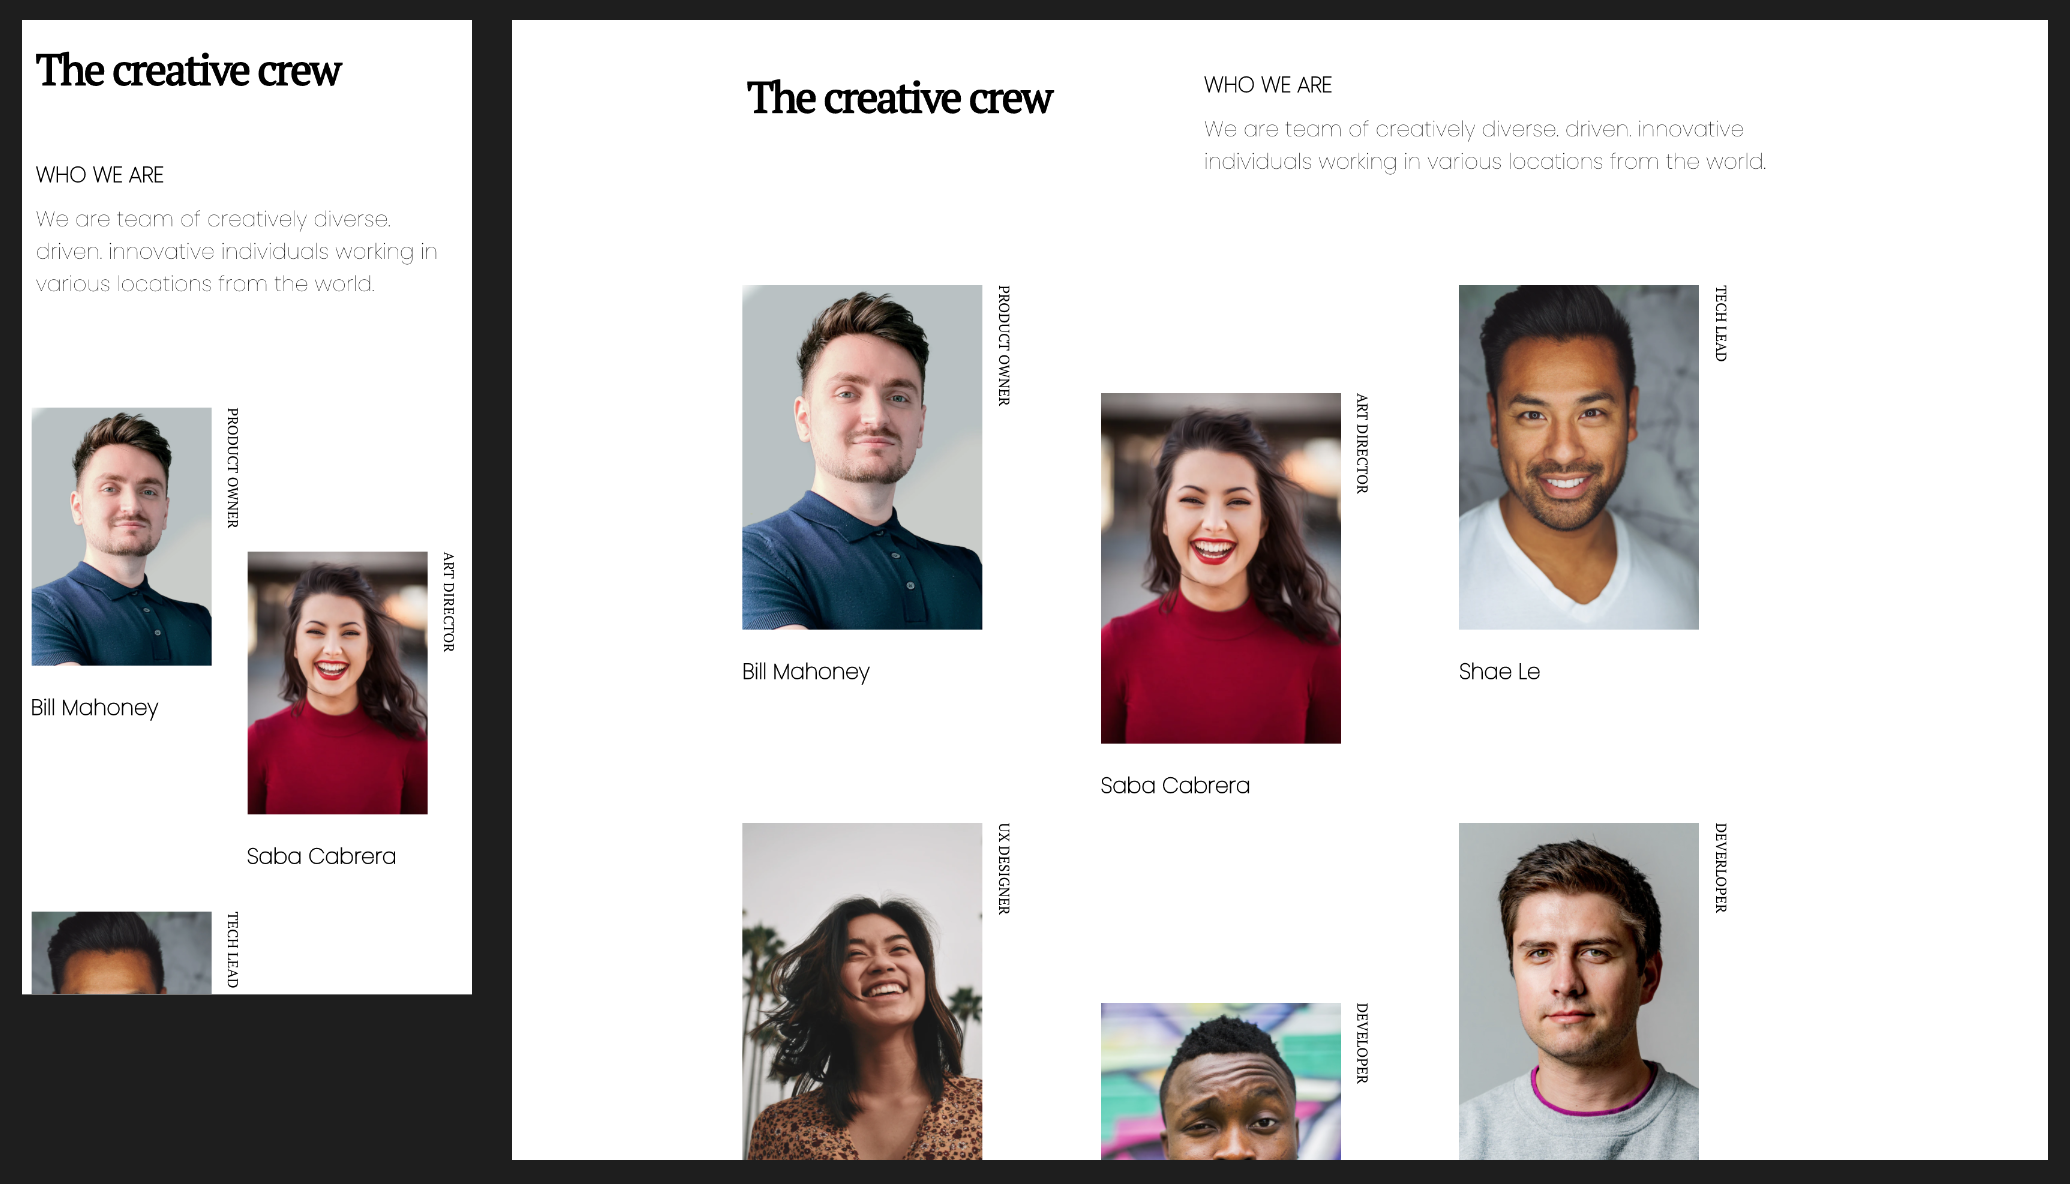 The creative crew
WHO WE ARE
We are team of creatively diverse.
driven. innovative individuals working in
various locations from the world.
PRODUCT OWNER
Bill Mahoney
ART DIRECTOR
Saba Cabrera
TECH LEAD
The creative crew
WHO WE ARE
We are team of creatively diverse. driven. innovative
individuals working in various locations from the world.
PRODUCT OWNER
Bill Mahoney
ART DIRECTOR
Saba Cabrera
TECH LEAD
Shae Le
UX DESIGNER
DEVELOPER
DEVERLOPER